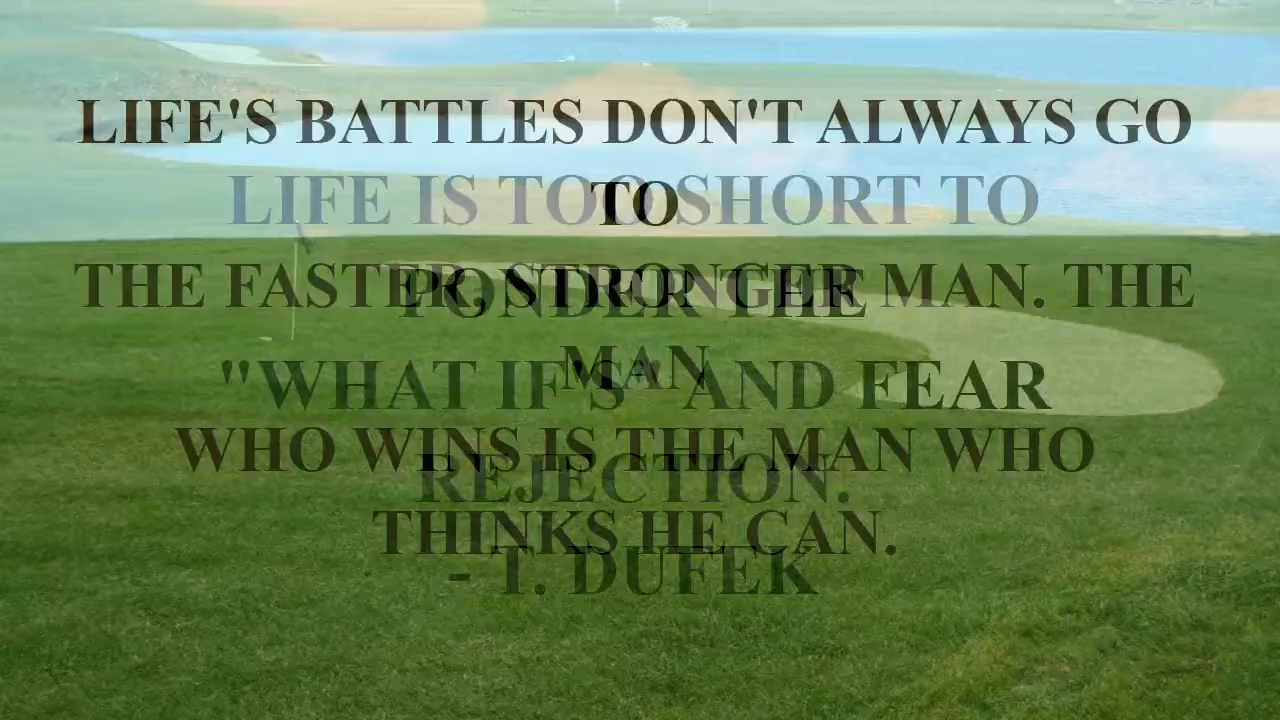 LIFE'S BATTLES DON'T ALWAYS GO
TO
THE FASTER, STRONGER MAN. THE
MAN
WHO WINS IS THE MAN WHO
THINKS HE CAN.
LIFE IS TOO SHORT TO
PONDER THE
"WHAT IF'S" AND FEAR
REJECTION.
- T. DUFEK